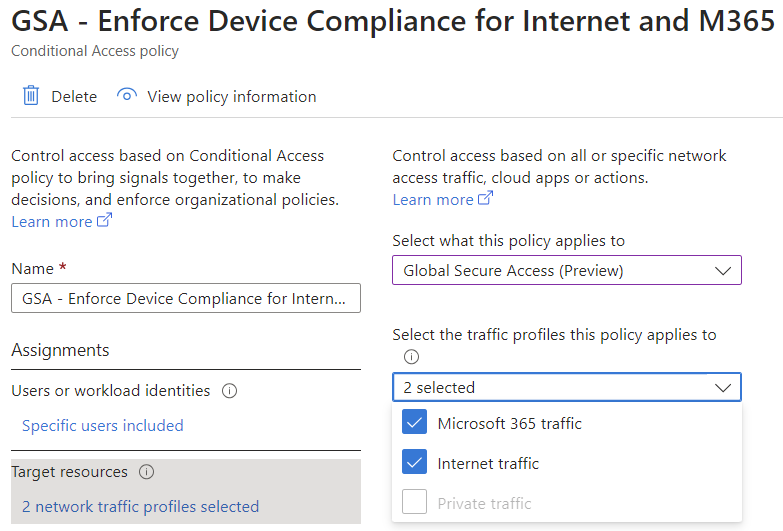 GSA - Enforce Device Compliance for Internet and M365
Conditional Access policy
Delete
View policy information
Control access based on Conditional Access
policy to bring signals together, to make
decisions, and enforce organizational policies.
Learn more
Name *
GSA - Enforce Device Compliance for Intern...
Assignments
Users or workload identities
Specific users included
Target resources
2 network traffic profiles selected
Control access based on all or specific network
access traffic, cloud apps or actions.
Learn more
Select what this policy applies to
Global Secure Access (Preview)
Select the traffic profiles this policy applies to
2 selected
Microsoft 365 traffic
Internet traffic
Private traffic